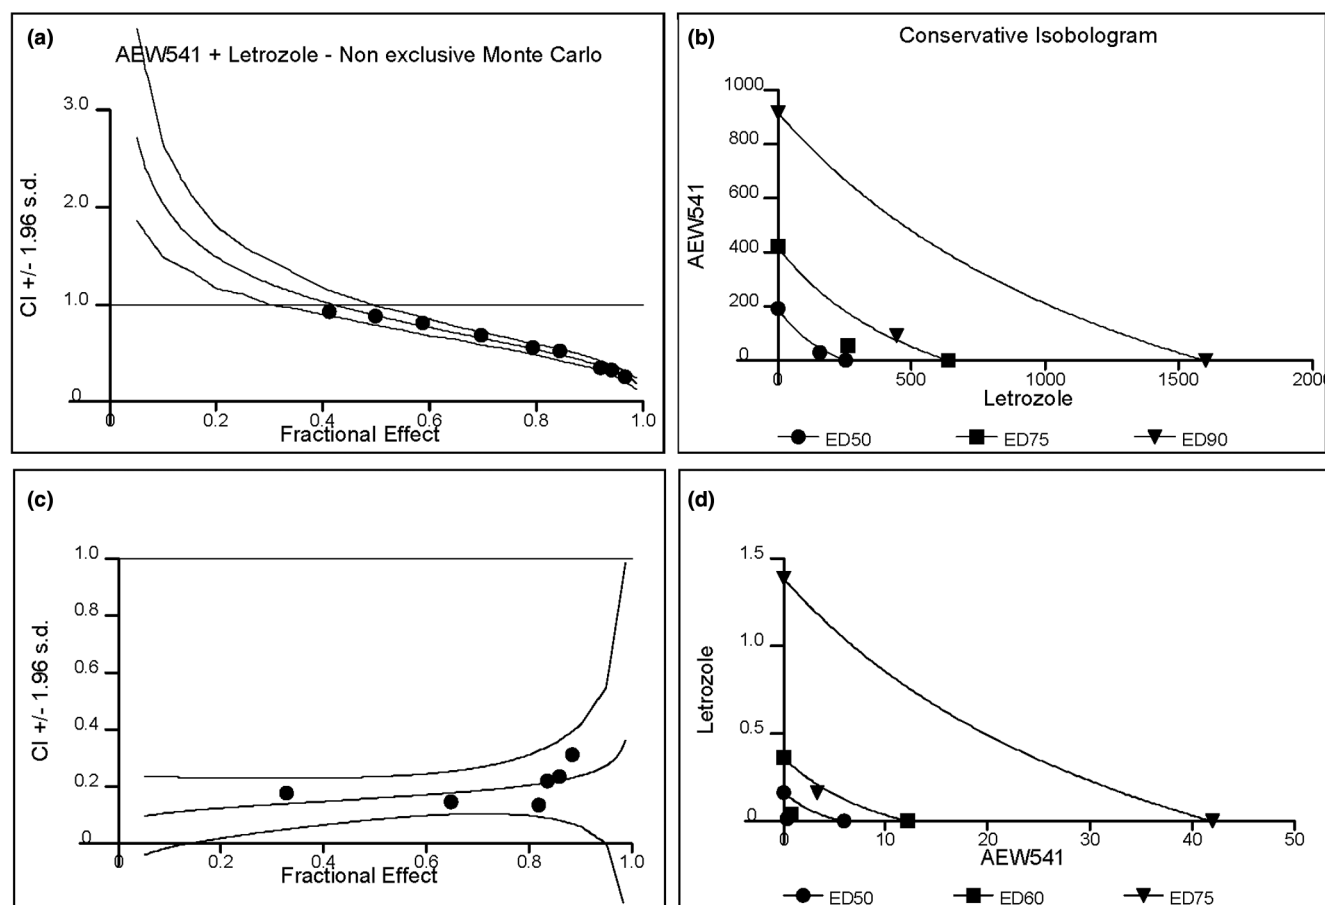 (a)
AEW541 + Letrozole - Non exclusive Monte Carlo
CI +/- 1.96 s.d.
3.0
2.0
1.0
0
0 0.2 0.4 0.6 0.8 1.0
Fractional Effect
(b)
Conservative Isobologram
AEW541
1000
800
600
400
200
0
0 500 1000 1500 2000
Letrozole
ED50 ED75 ED90
(c)
CI +/- 1.96 s.d.
1.0
0.8
0.6
0.4
0.2
0
0 0.2 0.4 0.6 0.8 1.0
Fractional Effect
(d)
Letrozole
1.5
1.0
0.5
0
0 10 20 30 40 50
AEW541
ED50 ED60 ED75